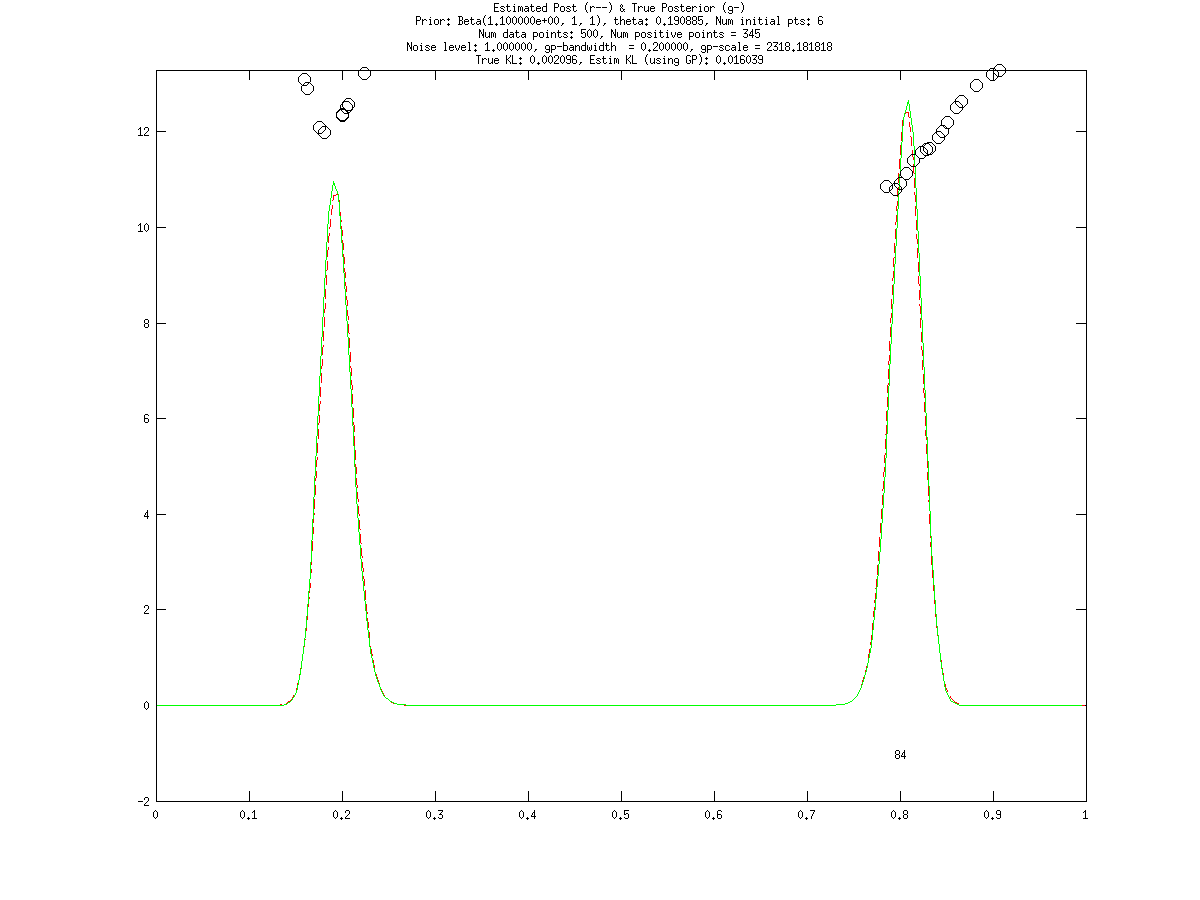 Estimated Post (r--) & True Posterior (g-)
Prior: Beta(1.100000e+00, 1, 1), theta: 0.190885, Num initial pts: 6
Num data points: 500, Num positive points = 345
Noise level: 1.000000, gp-bandwidth  = 0.200000, gp-scale = 2318.181818
True KL: 0.002096, Estim KL (using GP): 0.016039
12
10
8
6
4
2
0
84
-2
0 0.1 0.2 0.3 0.4 0.5 0.6 0.7 0.8 0.9 1